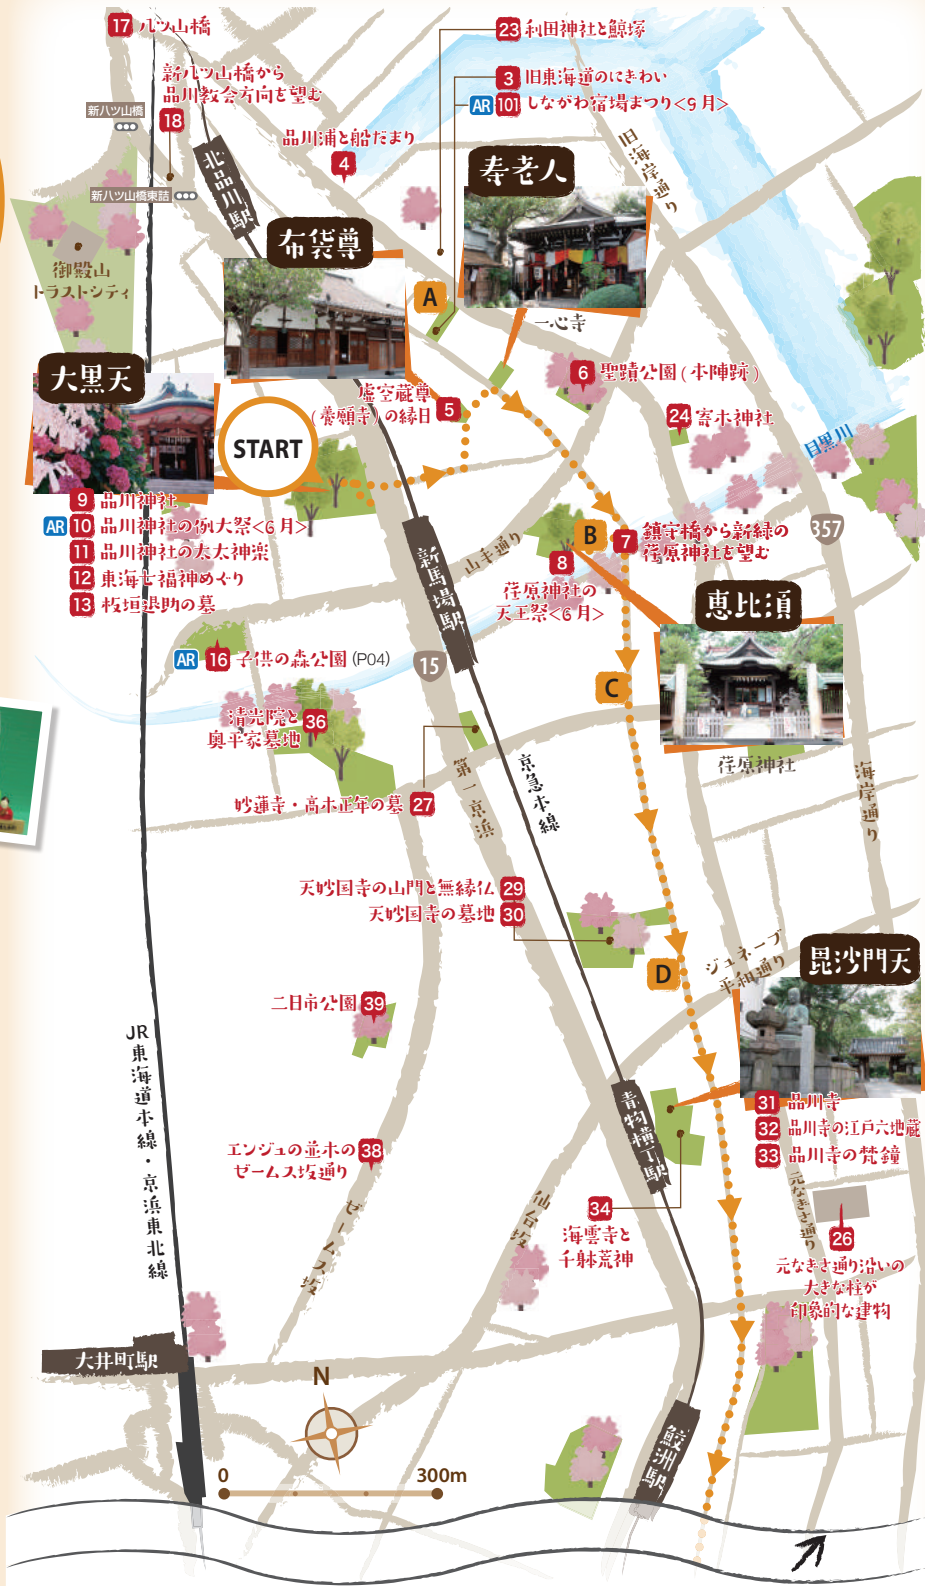 17 八ツ山橋
23 利田神社と鯨塚
新八ツ山橋から
品川教会方向を望む
18
3 旧東海道のにぎわい
AR 101 しながわ宿場まつり<9月>
新八ツ山橋
品川浦と船だまり
4
旧海岸通り
北品川駅
寿老人
新八ツ山橋東詰
布袋尊
御殿山
トラストシティ
A
一心寺
大黒天
6 聖蹟公園(本陣跡)
虚空蔵尊
(養願寺)の縁日
5
24 寄木神社
START
目黒川
9 品川神社
AR 10 品川神社の例大祭<6月>
11 品川神社の太太神楽
12 東海七福神めぐり
13 板垣退助の墓
新馬場駅
山手通り
B
7 鎮守橋から新緑の
荏原神社を望む
357
8
荏原神社の
天王祭<6月>
恵比須
AR 16 子供の森公園 (P04)
15
C
清光院と
奥平家墓地
36
荏原神社
第一京浜
京急本線
海岸通り
妙蓮寺・高木正年の墓 27
天妙国寺の山門と無縁仏 29
天妙国寺の墓地 30
ジュネーブ
平和通り
毘沙門天
D
二日市公園 39
JR東海道本線・京浜東北線
青物横丁駅
31 品川寺
32 品川寺の江戸六地蔵
33 品川寺の梵鐘
エンジュの並木の
ゼームス坂通り
38
ゼームス坂
仙台坂
34
海雲寺と
千躰荒神
元なぎさ通り
26
元なぎさ通り沿いの
大きな柱が
印象的な建物
大井町駅
N
鮫洲駅
0 300m